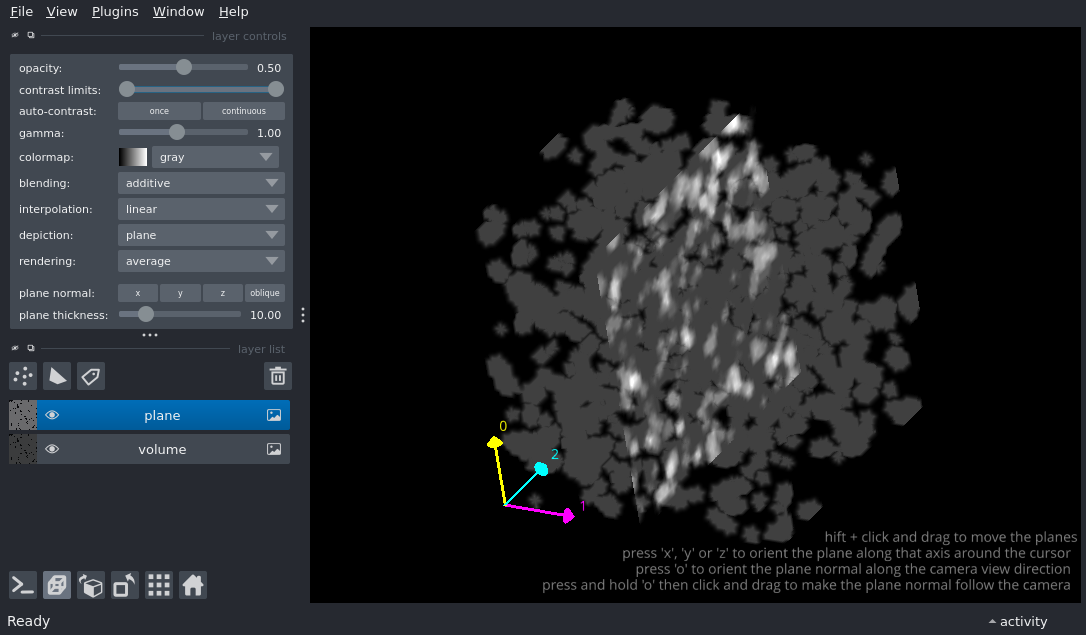 File View Plugins Window Help
layer controls
opacity: 0.50
contrast limits:
auto-contrast: once continuous
gamma: 1.00
colormap: gray
blending: additive
interpolation: linear
depiction: plane
rendering: average
plane normal: x y z oblique
plane thickness: 10.00
layer list
plane
volume
0
2
1
hift + click and drag to move the planes
press 'x', 'y' or 'z' to orient the plane along that axis around the cursor
press 'o' to orient the plane normal along the camera view direction
press and hold 'o' then click and drag to make the plane normal follow the camera
Ready activity